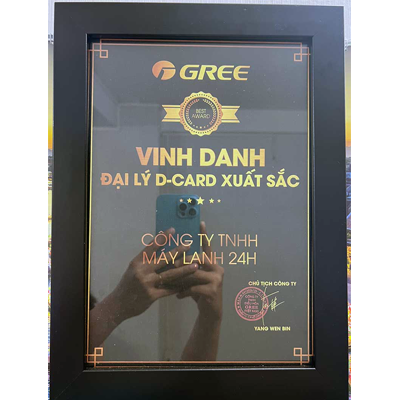 GREE
BEST
AWARD
VINH DANH
ĐẠI LÝ D-CARD XUẤT SẮC
CÔNG TY TNHH
MÁY LẠNH 24H
CHỦ TỊCH CÔNG TY
YANG WEN BIN